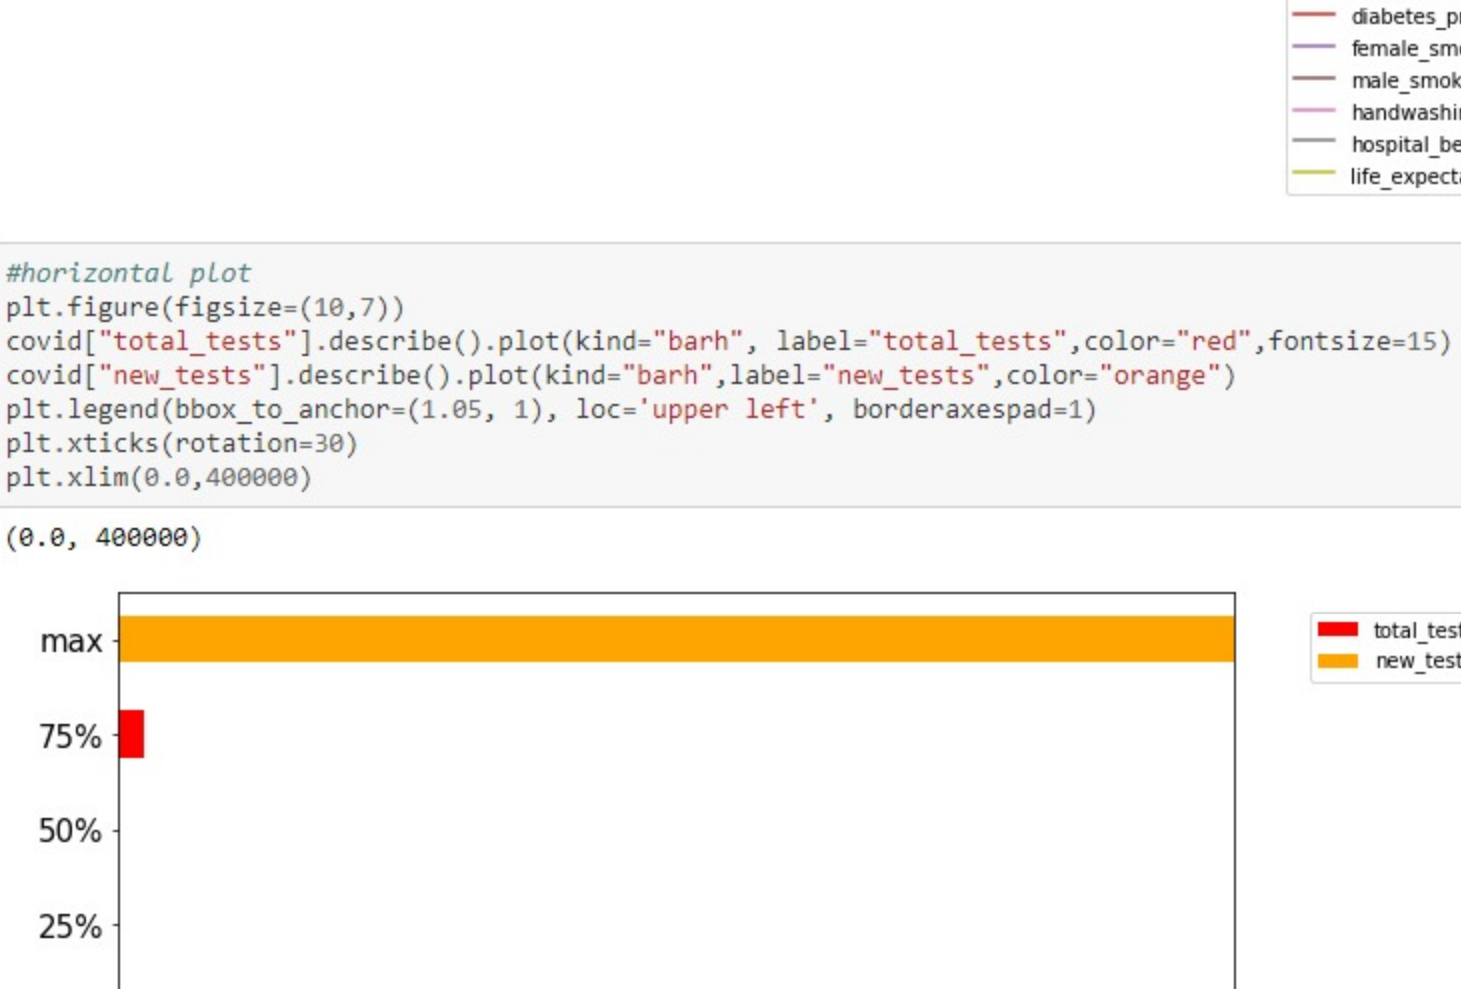 diabetes_p
female_sm
male_smok
handwashi
hospital_be
life_expect
#horizontal plot
plt.figure(figsize=(10,7))
covid["total_tests"].describe().plot(kind="barh", label="total_tests",color="red",fontsize=15)
covid["new_tests"].describe().plot(kind="barh",label="new_tests",color="orange")
plt.legend(bbox_to_anchor=(1.05, 1), loc='upper left', borderaxespad=1)
plt.xticks(rotation=30)
plt.xlim(0.0,400000)
(0.0, 400000)
max
75%
50%
25%
total_test
new_test